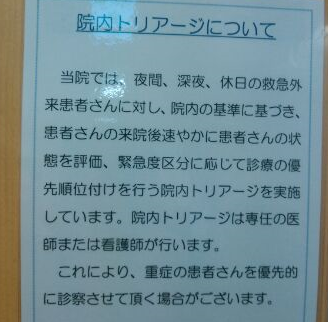 院内トリアージについて
当院では、夜間、深夜、休日の救急外
来患者さんに対し、院内の基準に基づき、
患者さんの来院後速やかに患者さんの状
態を評価、緊急度区分に応じて診療の優
先順位付けを行う院内トリアージを実施
しています。院内トリアージは専任の医
師または看護師が行います。
これにより、重症の患者さんを優先的
に診察させて頂く場合がございます。